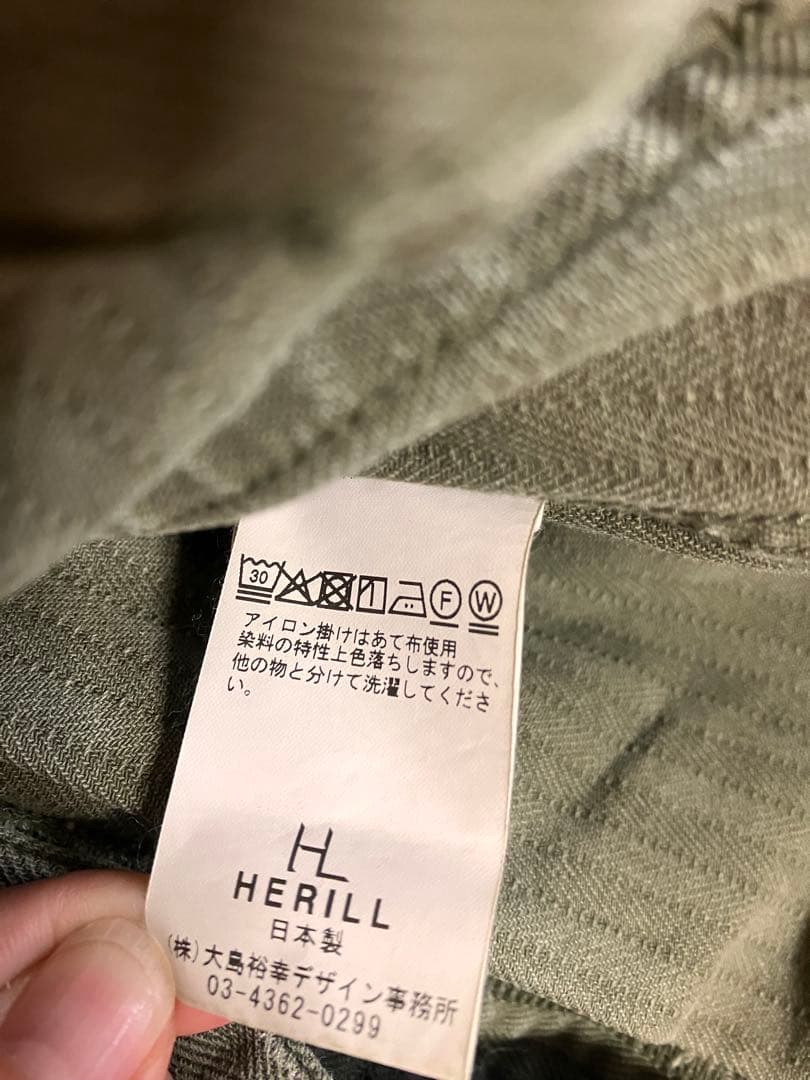 30 F W
アイロン掛けはあて布使用
染料の特性上色落ちしますので、
他の物と分けて洗濯してくださ
い。
HL
HERILL
日本製
(株)大島裕幸デザイン事務所
03-4362-0299